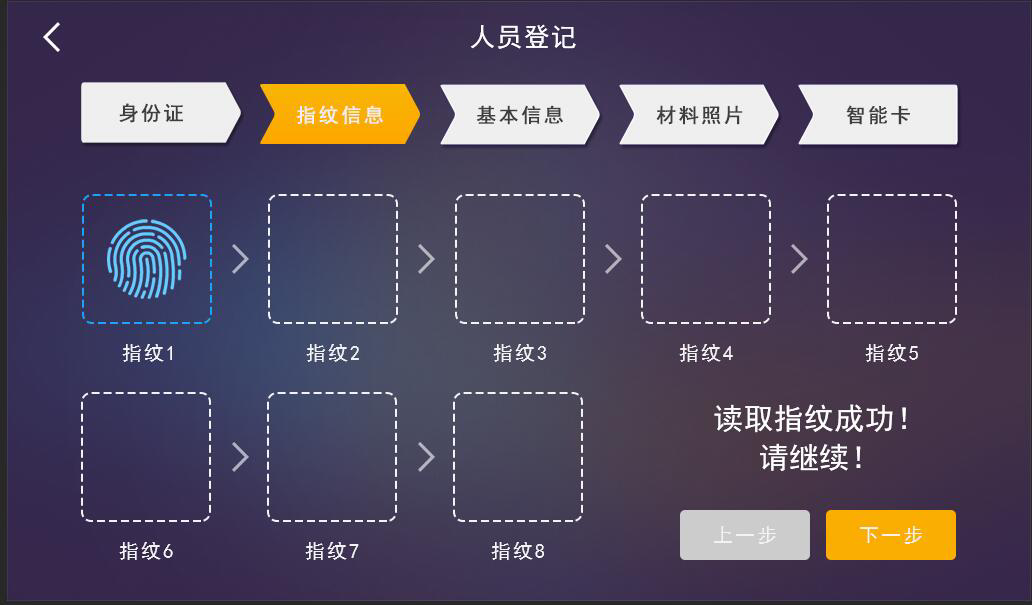 人员登记
身份证
指纹信息
基本信息
材料照片
智能卡
指纹1
指纹2
指纹3
指纹4
指纹5
指纹6
指纹7
指纹8
读取指纹成功！
请继续！
上一步
下一步